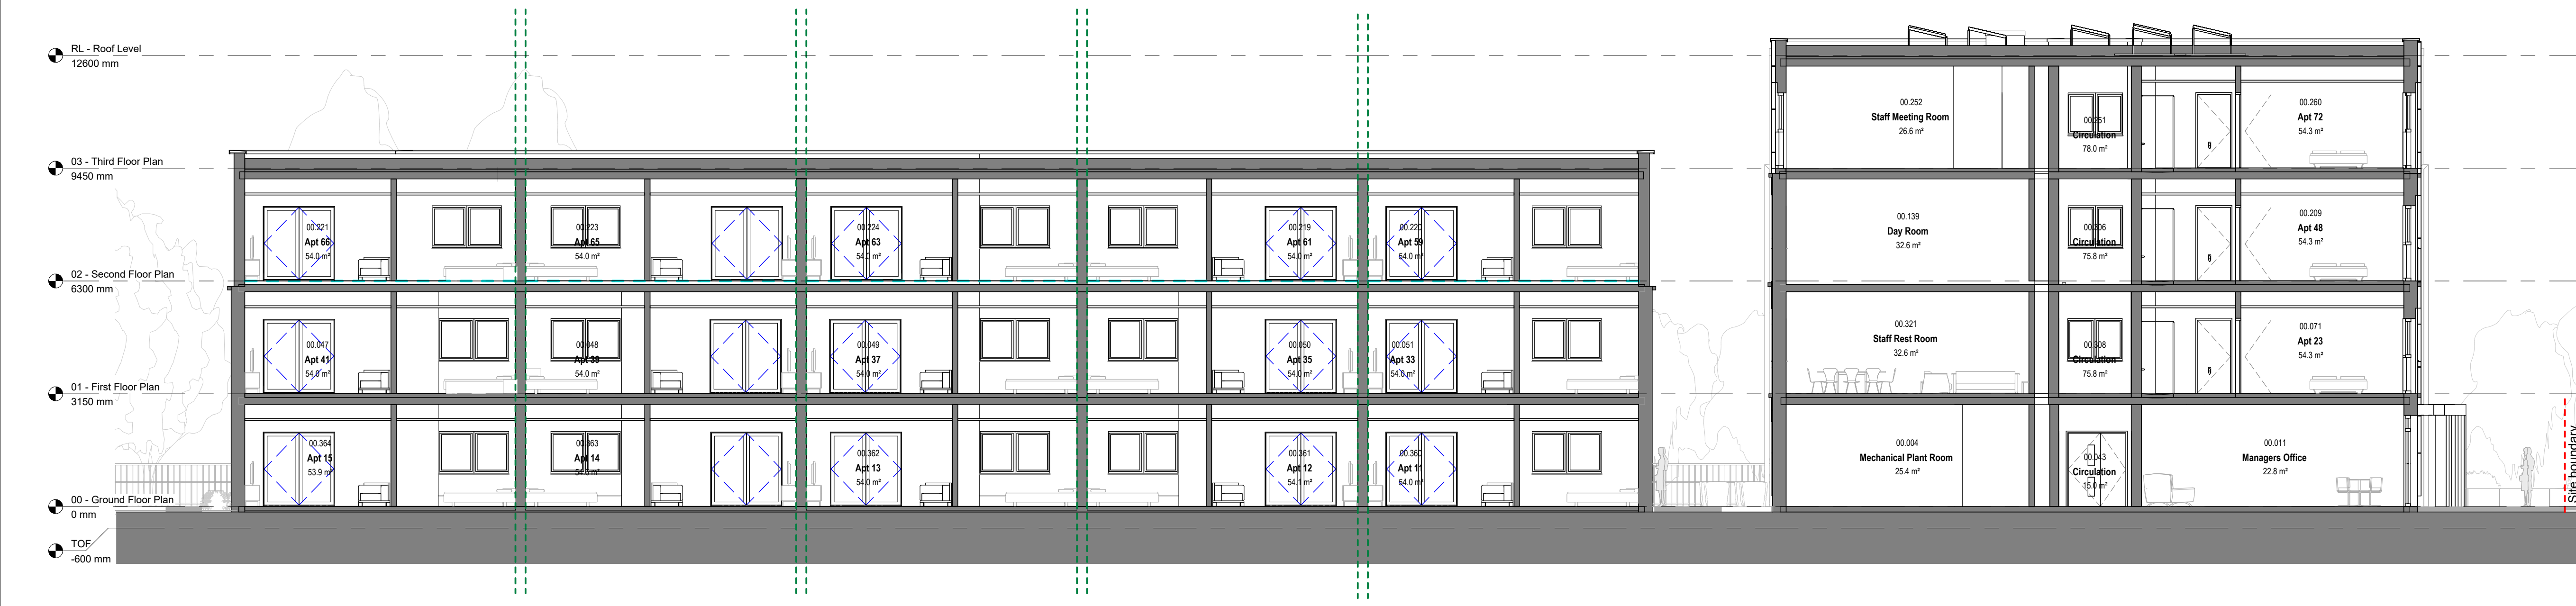 RL - Roof Level
12600 mm
03 - Third Floor Plan
9450 mm
02 - Second Floor Plan
6300 mm
01 - First Floor Plan
3150 mm
00 - Ground Floor Plan
0 mm
TOF
-600 mm
00.221
Apt 66
54.0 m²
00.223
Apt 65
54.0 m²
00.224
Apt 63
54.0 m²
00.219
Apt 61
54.0 m²
00.220
Apt 59
54.0 m²
00.047
Apt 41
54.0 m²
00.048
Apt 39
54.0 m²
00.049
Apt 37
54.0 m²
00.050
Apt 35
54.0 m²
00.051
Apt 33
54.0 m²
00.364
Apt 15
53.9 m²
00.363
Apt 14
54.6 m²
00.362
Apt 13
54.0 m²
00.361
Apt 12
54.1 m²
00.360
Apt 11
54.0 m²
00.252
Staff Meeting Room
26.6 m²
00.251
Circulation
78.0 m²
00.260
Apt 72
54.3 m²
00.139
Day Room
32.6 m²
00.306
Circulation
75.8 m²
00.209
Apt 48
54.3 m²
00.321
Staff Rest Room
32.6 m²
00.308
Circulation
75.8 m²
00.071
Apt 23
54.3 m²
00.004
Mechanical Plant Room
25.4 m²
00.043
Circulation
15.0 m²
00.011
Managers Office
22.8 m²
Site boundary